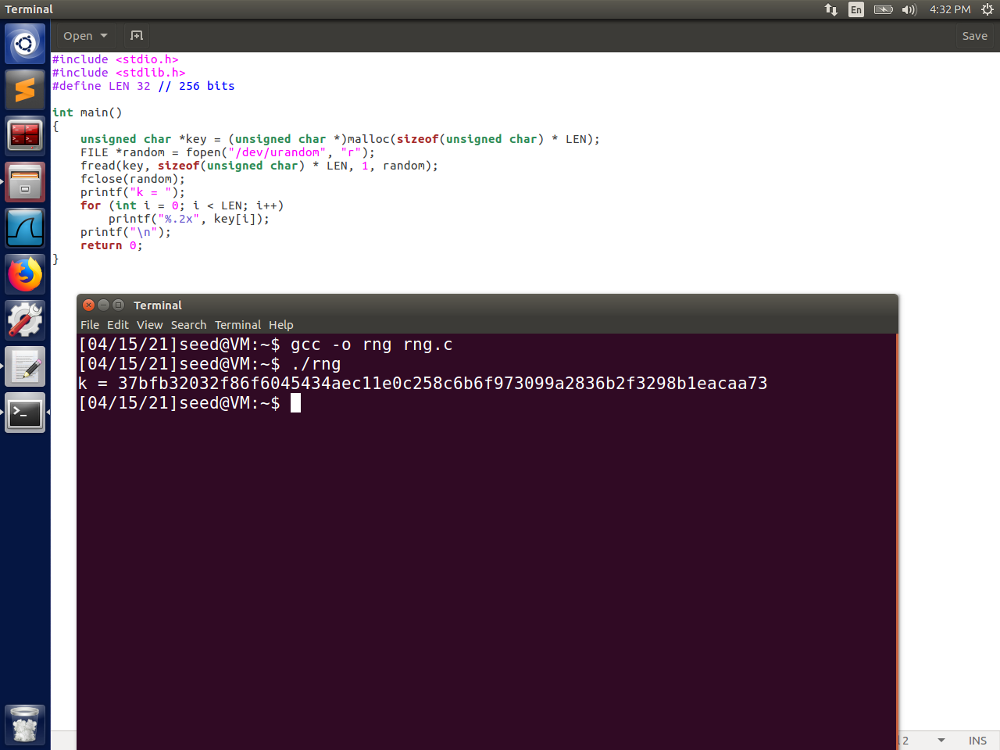 Terminal
En
4:32 PM
Open
Save
#include <stdio.h>
#include <stdlib.h>
#define LEN 32 // 256 bits
int main()
{
    unsigned char *key = (unsigned char *)malloc(sizeof(unsigned char) * LEN);
    FILE *random = fopen("/dev/urandom", "r");
    fread(key, sizeof(unsigned char) * LEN, 1, random);
    fclose(random);
    printf("k = ");
    for (int i = 0; i < LEN; i++)
        printf("%.2x", key[i]);
    printf("\n");
    return 0;
}
Terminal
File Edit View Search Terminal Help
[04/15/21]seed@VM:~$ gcc -o rng rng.c
[04/15/21]seed@VM:~$ ./rng
k = 37bfb32032f86f6045434aec11e0c258c6b6f973099a2836b2f3298b1eacaa73
[04/15/21]seed@VM:~$
2
INS